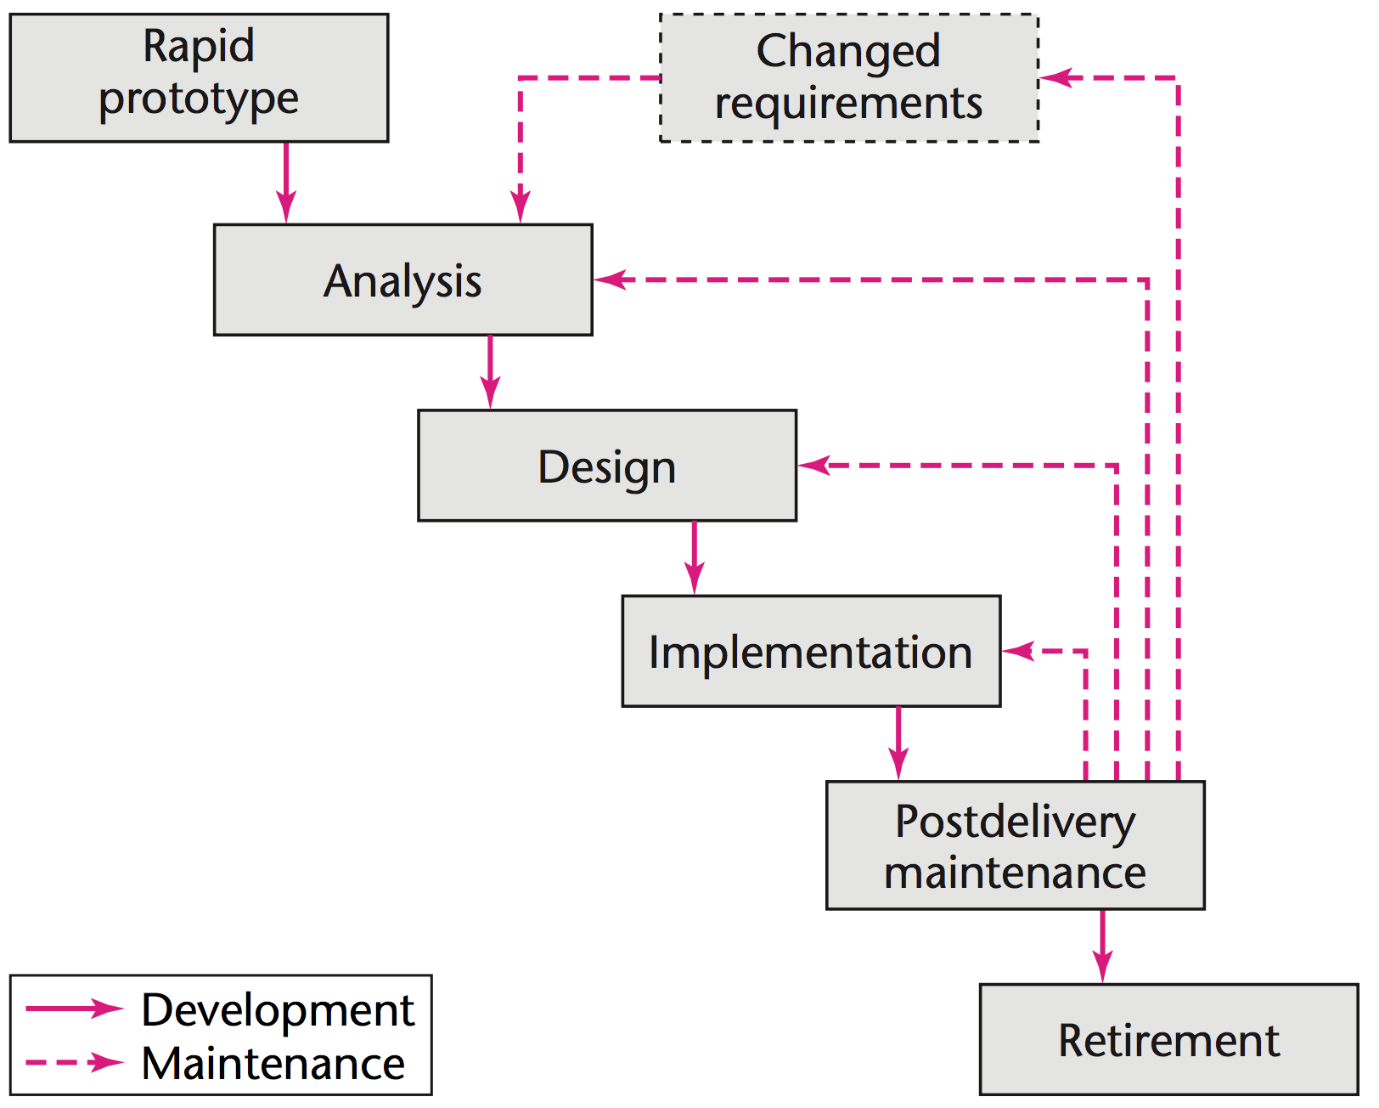 Rapid
prototype
Changed
requirements
Analysis
Design
Implementation
Postdelivery
maintenance
Retirement
Development
Maintenance